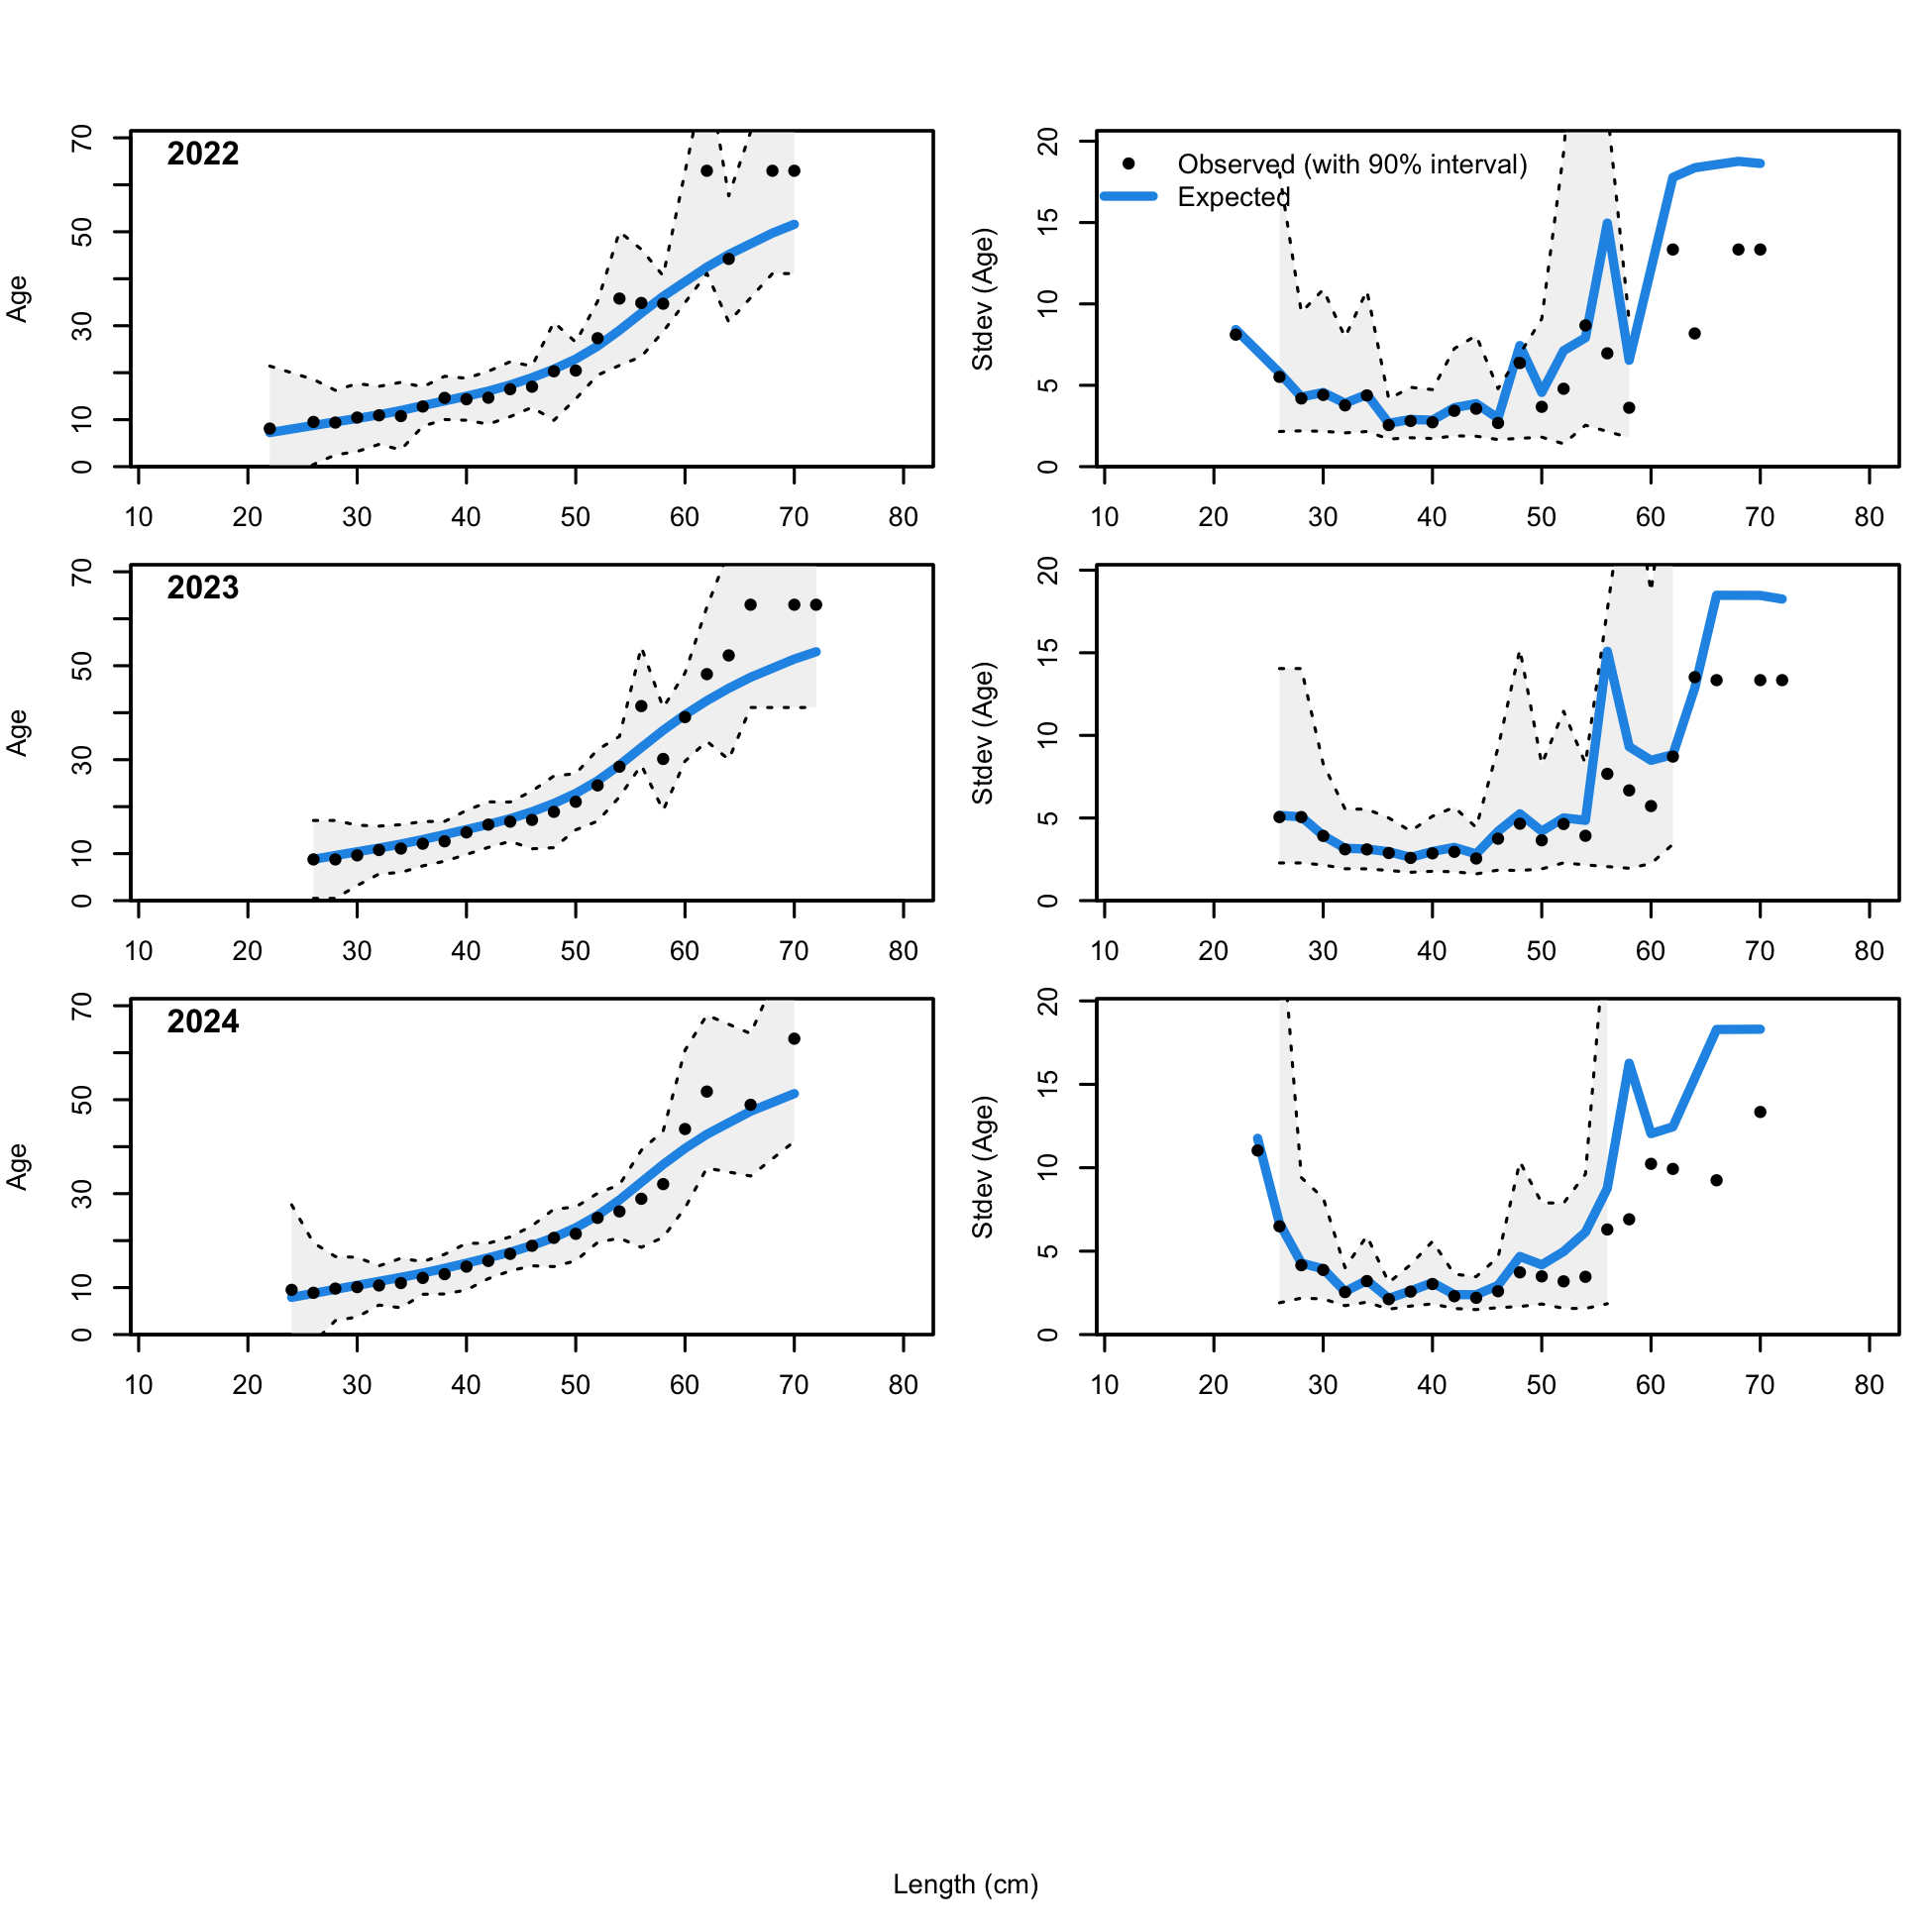 2022
Age
0 10 30 50 70
10 20 30 40 50 60 70 80
Observed (with 90% interval)
Expected
Stdev (Age)
0 5 10 15 20
10 20 30 40 50 60 70 80
2023
Age
0 10 30 50 70
10 20 30 40 50 60 70 80
Stdev (Age)
0 5 10 15 20
10 20 30 40 50 60 70 80
2024
Age
0 10 30 50 70
10 20 30 40 50 60 70 80
Stdev (Age)
0 5 10 15 20
10 20 30 40 50 60 70 80
Length (cm)